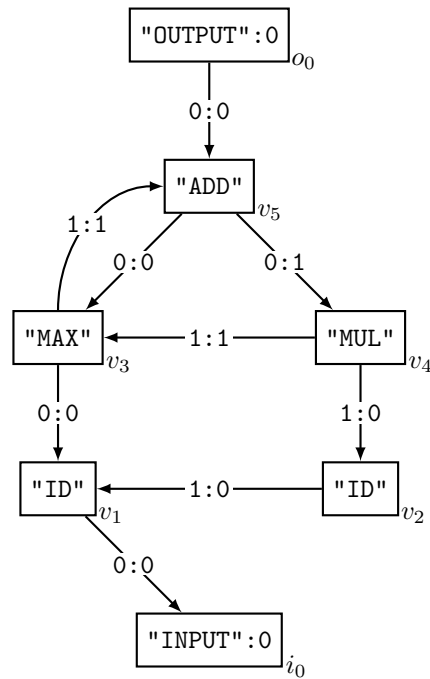 "OUTPUT":0
o0
0:0
"ADD"
v5
1:1
0:0
0:1
"MAX"
v3
1:1
"MUL"
v4
0:0
1:0
"ID"
v1
1:0
"ID"
v2
0:0
"INPUT":0
i0